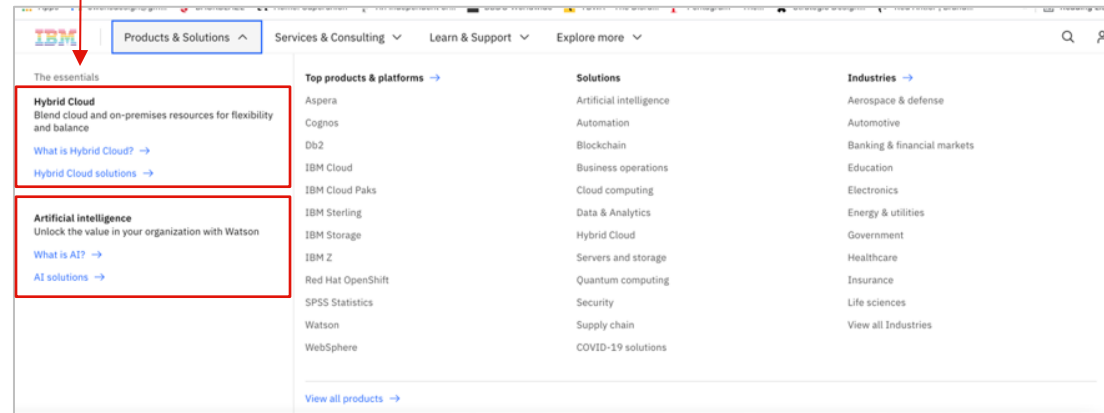 IBM
Products & Solutions
Services & Consulting
Learn & Support
Explore more
The essentials
Hybrid Cloud
Blend cloud and on-premises resources for flexibility
and balance
What is Hybrid Cloud? →
Hybrid Cloud solutions →
Artificial intelligence
Unlock the value in your organization with Watson
What is AI? →
AI solutions →
Top products & platforms →
Aspera
Cognos
Db2
IBM Cloud
IBM Cloud Paks
IBM Sterling
IBM Storage
IBM Z
Red Hat OpenShift
SPSS Statistics
Watson
WebSphere
Solutions
Artificial intelligence
Automation
Blockchain
Business operations
Cloud computing
Data & Analytics
Hybrid Cloud
Servers and storage
Quantum computing
Security
Supply chain
COVID-19 solutions
Industries →
Aerospace & defense
Automotive
Banking & financial markets
Education
Electronics
Energy & utilities
Government
Healthcare
Insurance
Life sciences
View all Industries
View all products →